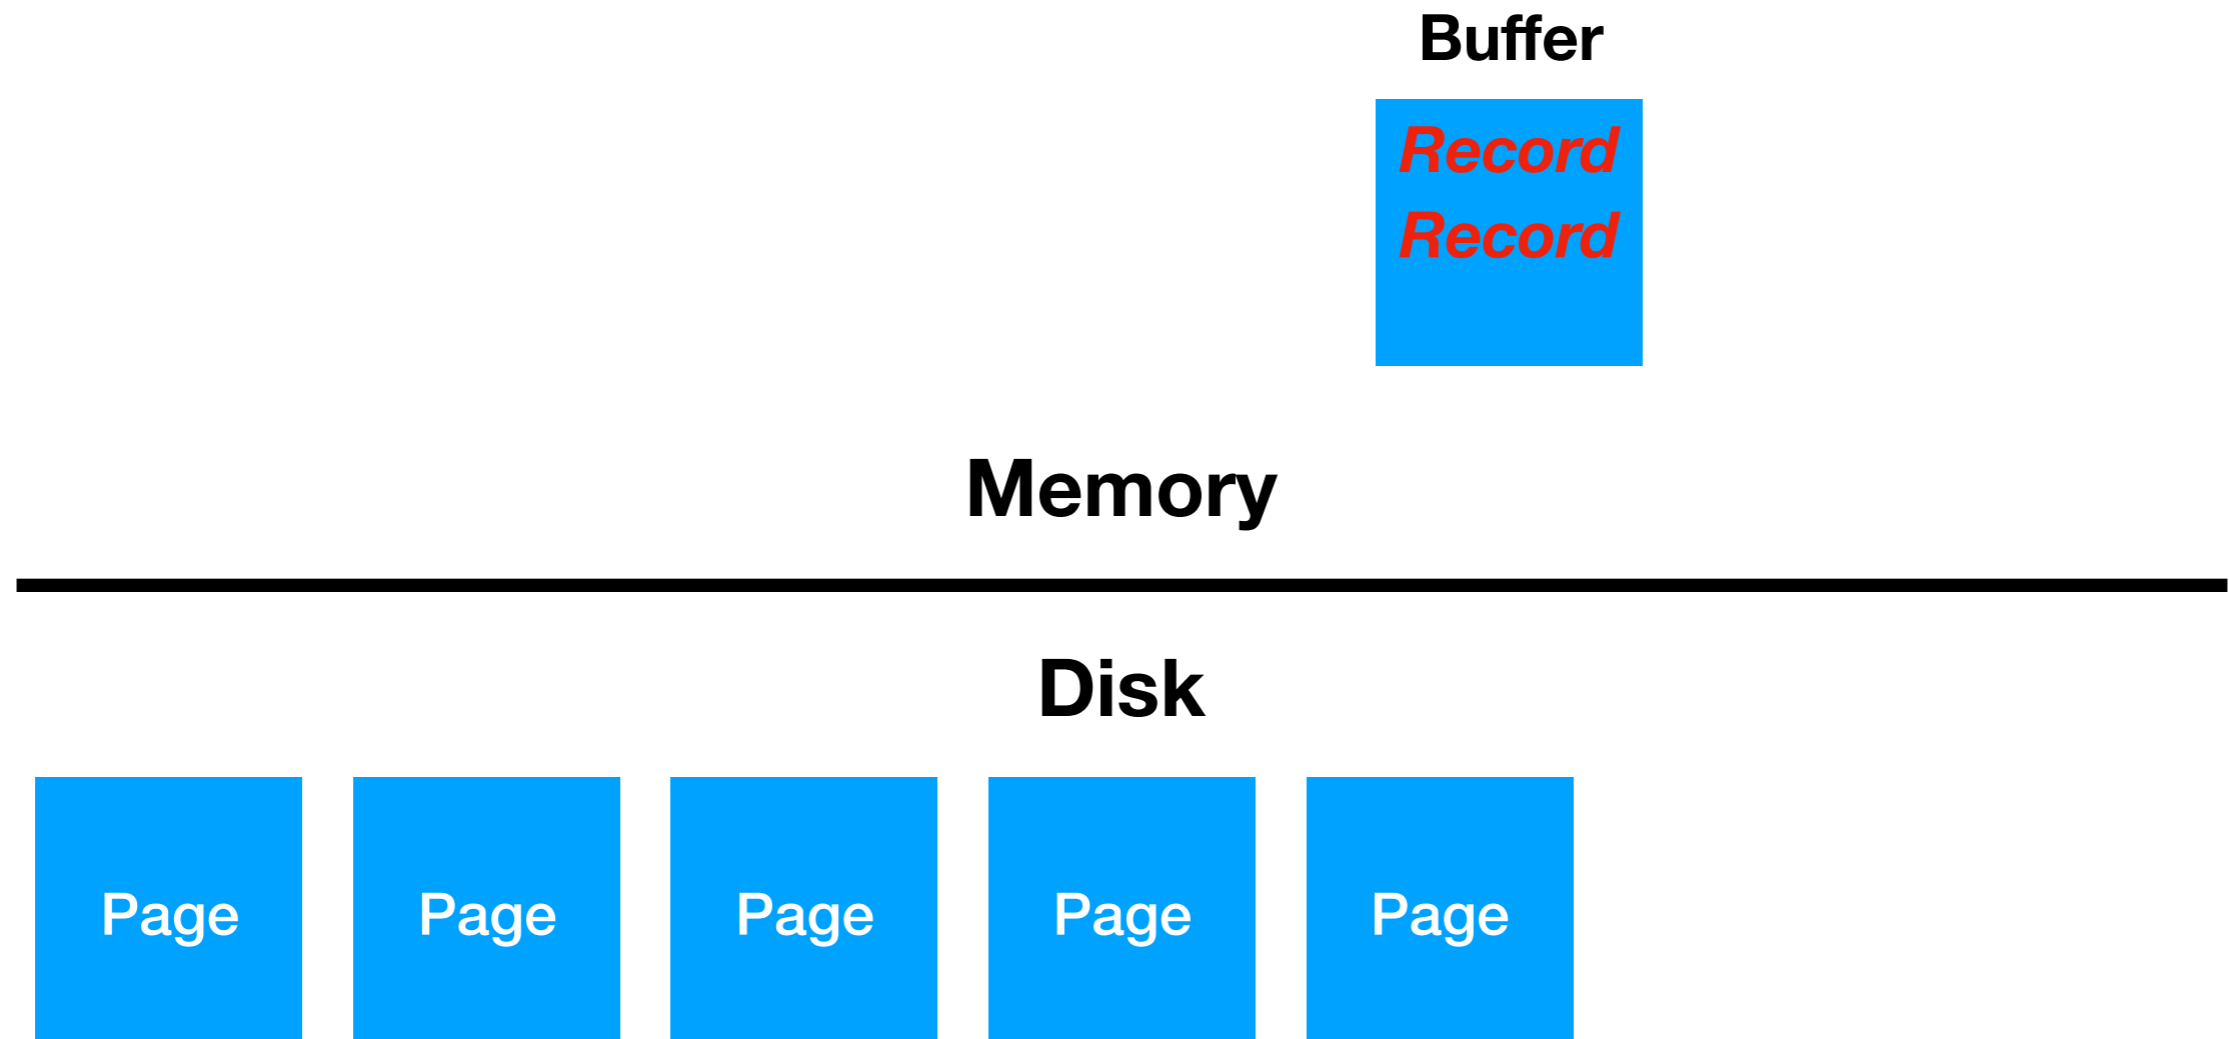 Buffer
Record
Record
Memory
Disk
Page Page Page Page Page